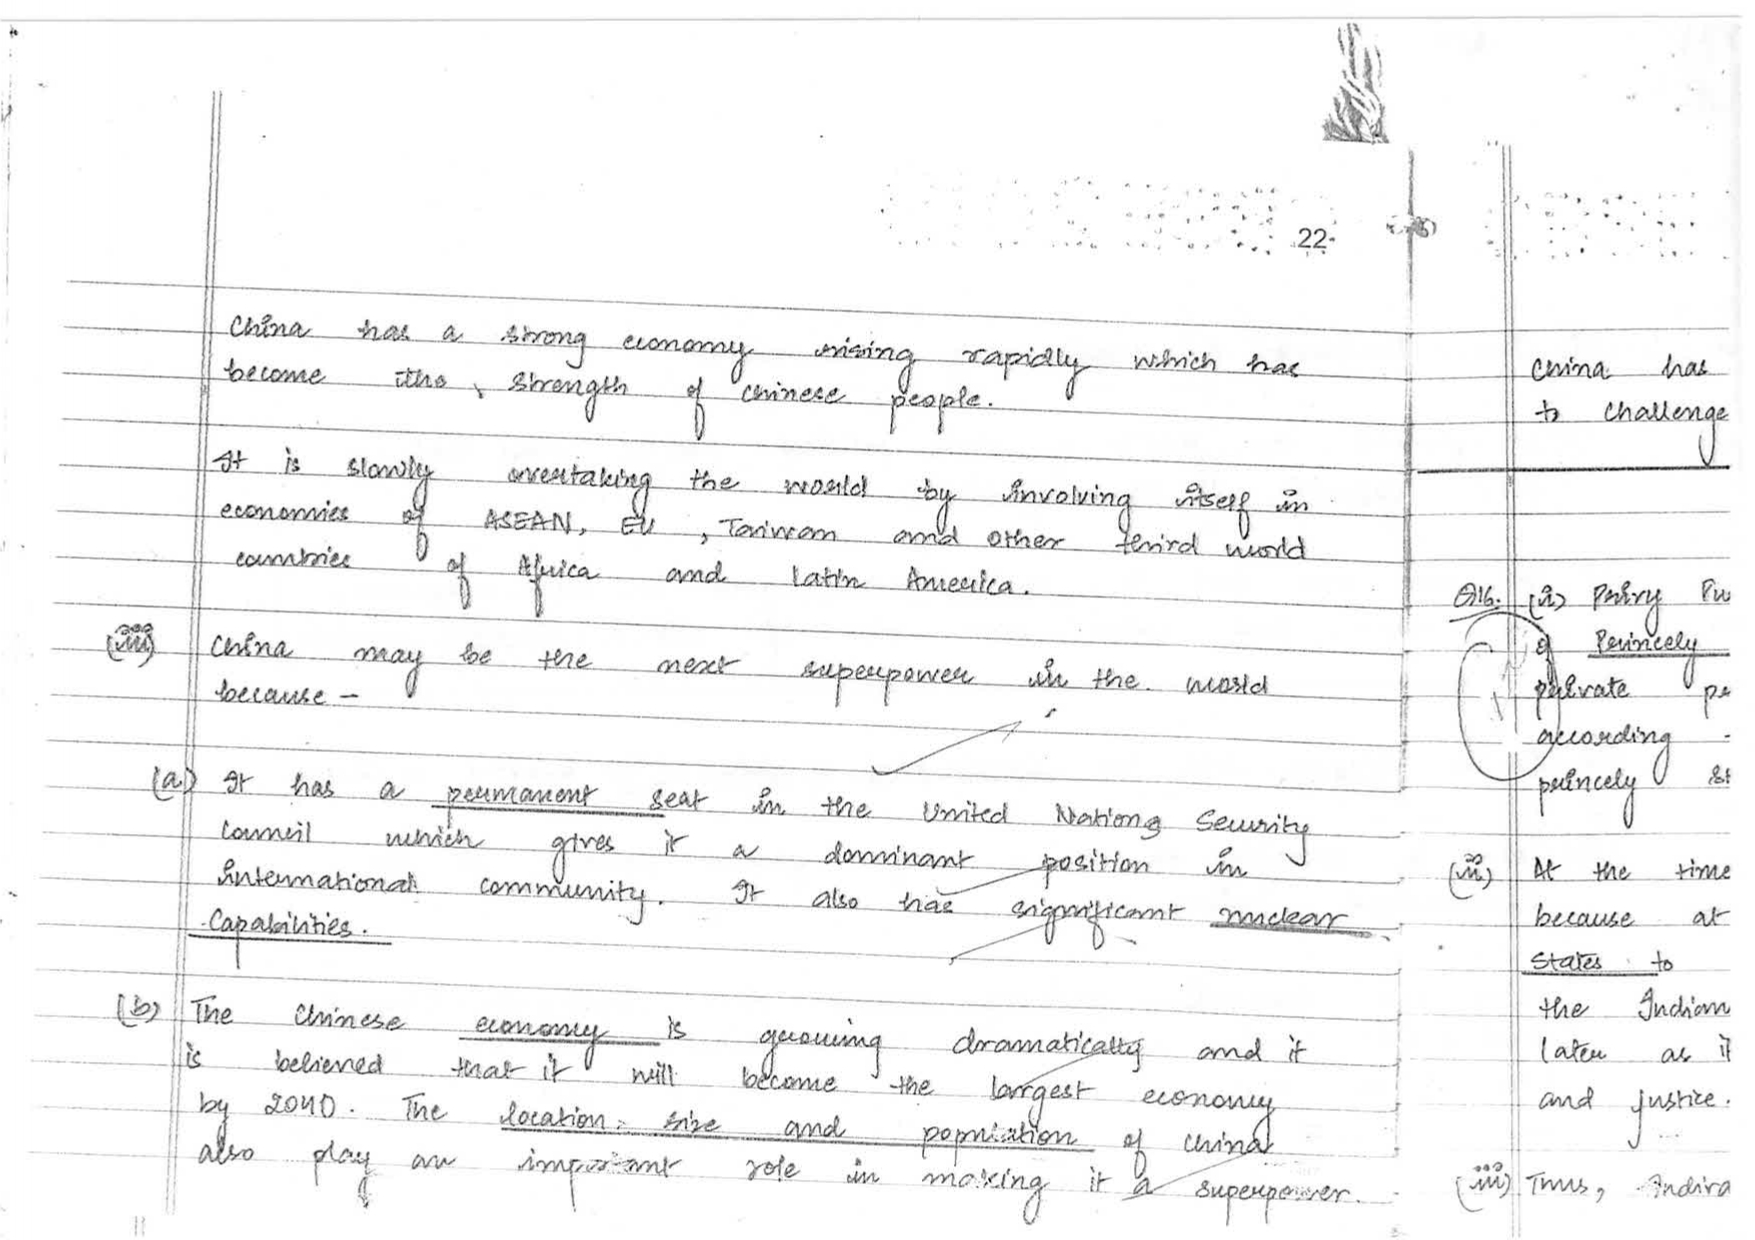 22
China has a strong economy rising rapidly which has
become the strength of chinese people.
It is slowly overtaking the world by involving itself in
economies of ASEAN, EU, Taiwan and other third world
countries of Africa and Latin America.
(iii) China may be the next superpower in the world
because –
(a) It has a permanent seat in the United Nations Security
Council which gives it a dominant position in
international community. It also has significant nuclear
capabilities.
(b) The Chinese economy is growing dramatically and it
is believed that it will become the largest economy
by 2040. The location, size and population of China
also play an important role in making it a superpower.
China has
to challenge
Q16. (i) Privy Pu
of Princely
private
according
princely st
(ii) At the time
because at
States to
the Indian
later as it
and justice.
(iii) Thus, Indira